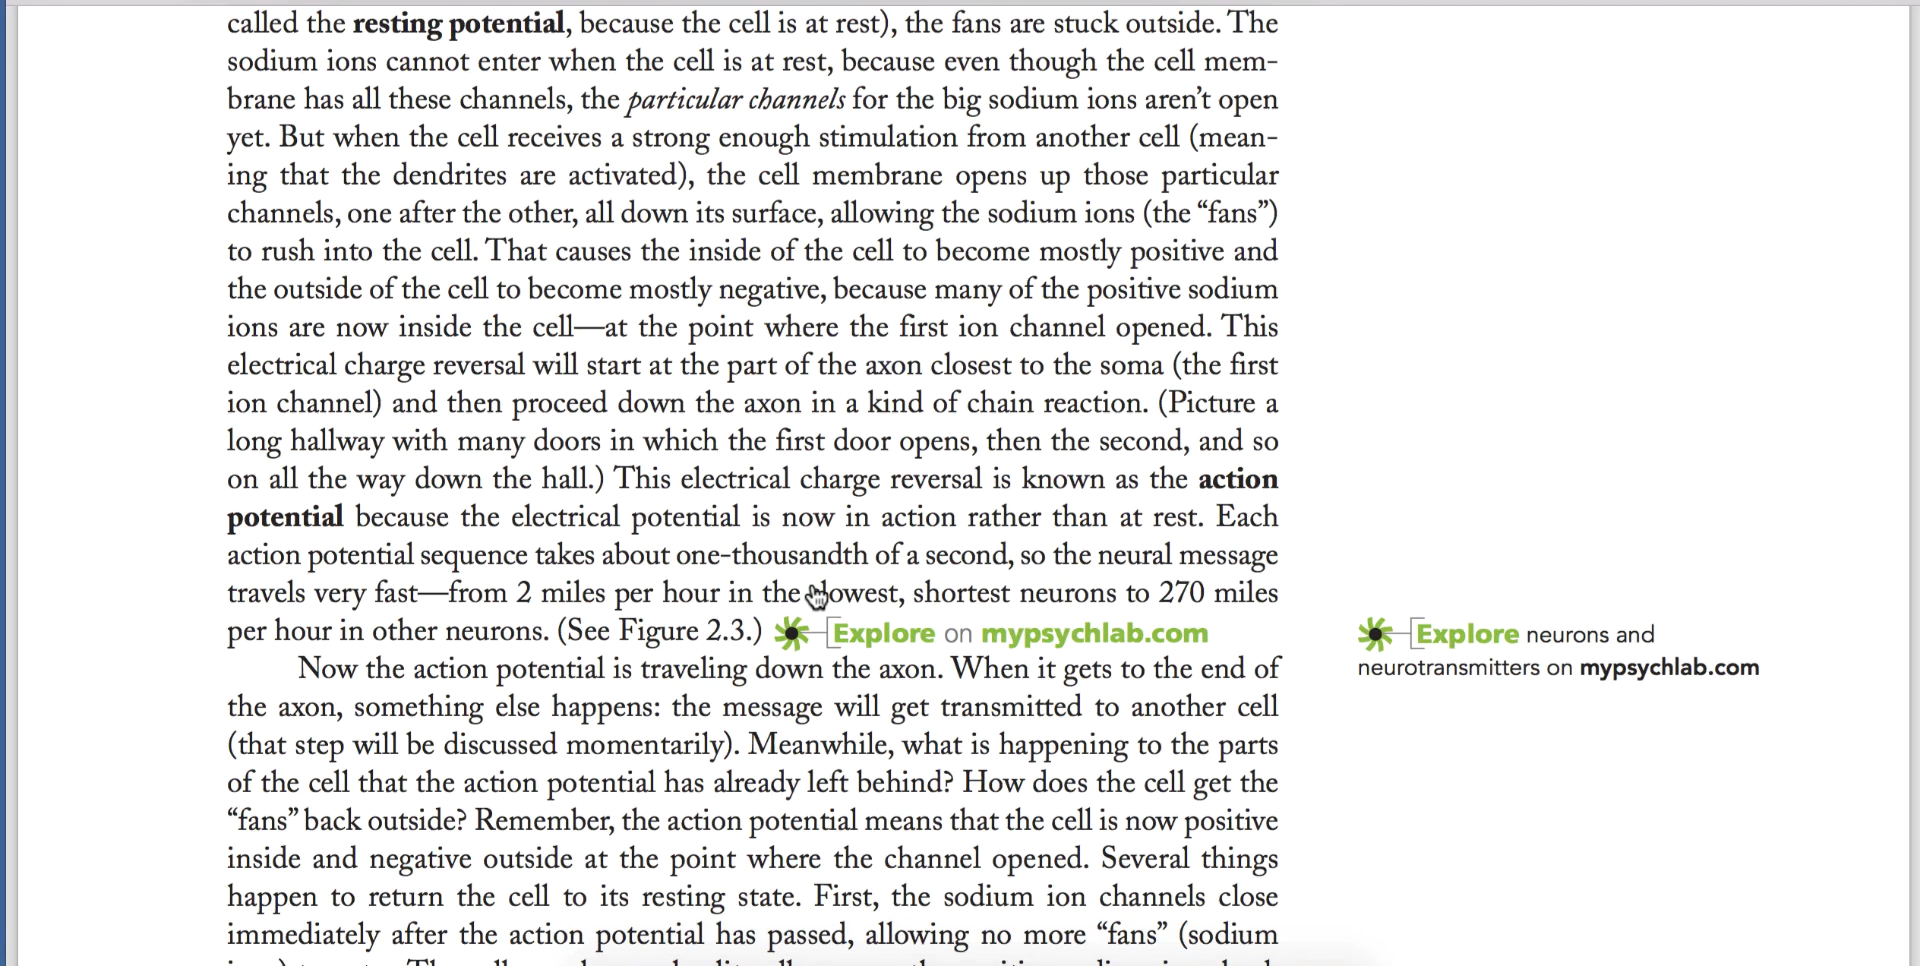 called the resting potential, because the cell is at rest), the fans are stuck outside. The
sodium ions cannot enter when the cell is at rest, because even though the cell mem-
brane has all these channels, the particular channels for the big sodium ions aren’t open
yet. But when the cell receives a strong enough stimulation from another cell (mean-
ing that the dendrites are activated), the cell membrane opens up those particular
channels, one after the other, all down its surface, allowing the sodium ions (the “fans”)
to rush into the cell. That causes the inside of the cell to become mostly positive and
the outside of the cell to become mostly negative, because many of the positive sodium
ions are now inside the cell—at the point where the first ion channel opened. This
electrical charge reversal will start at the part of the axon closest to the soma (the first
ion channel) and then proceed down the axon in a kind of chain reaction. (Picture a
long hallway with many doors in which the first door opens, then the second, and so
on all the way down the hall.) This electrical charge reversal is known as the action
potential because the electrical potential is now in action rather than at rest. Each
action potential sequence takes about one-thousandth of a second, so the neural message
travels very fast—from 2 miles per hour in the slowest, shortest neurons to 270 miles
per hour in other neurons. (See Figure 2.3.) Explore on mypsychlab.com
Now the action potential is traveling down the axon. When it gets to the end of
the axon, something else happens: the message will get transmitted to another cell
(that step will be discussed momentarily). Meanwhile, what is happening to the parts
of the cell that the action potential has already left behind? How does the cell get the
“fans” back outside? Remember, the action potential means that the cell is now positive
inside and negative outside at the point where the channel opened. Several things
happen to return the cell to its resting state. First, the sodium ion channels close
immediately after the action potential has passed, allowing no more “fans” (sodium
Explore neurons and
neurotransmitters on mypsychlab.com